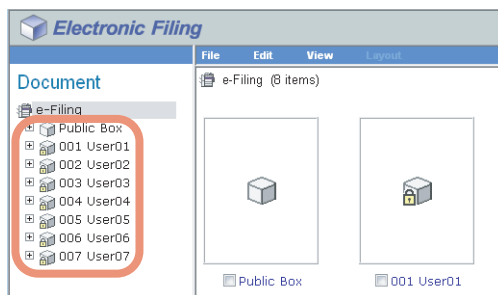 Electronic Filing
File Edit View Layout
Document
e-Filing (8 items)
e-Filing
Public Box
001 User01
002 User02
003 User03
004 User04
005 User05
006 User06
007 User07
Public Box
001 User01